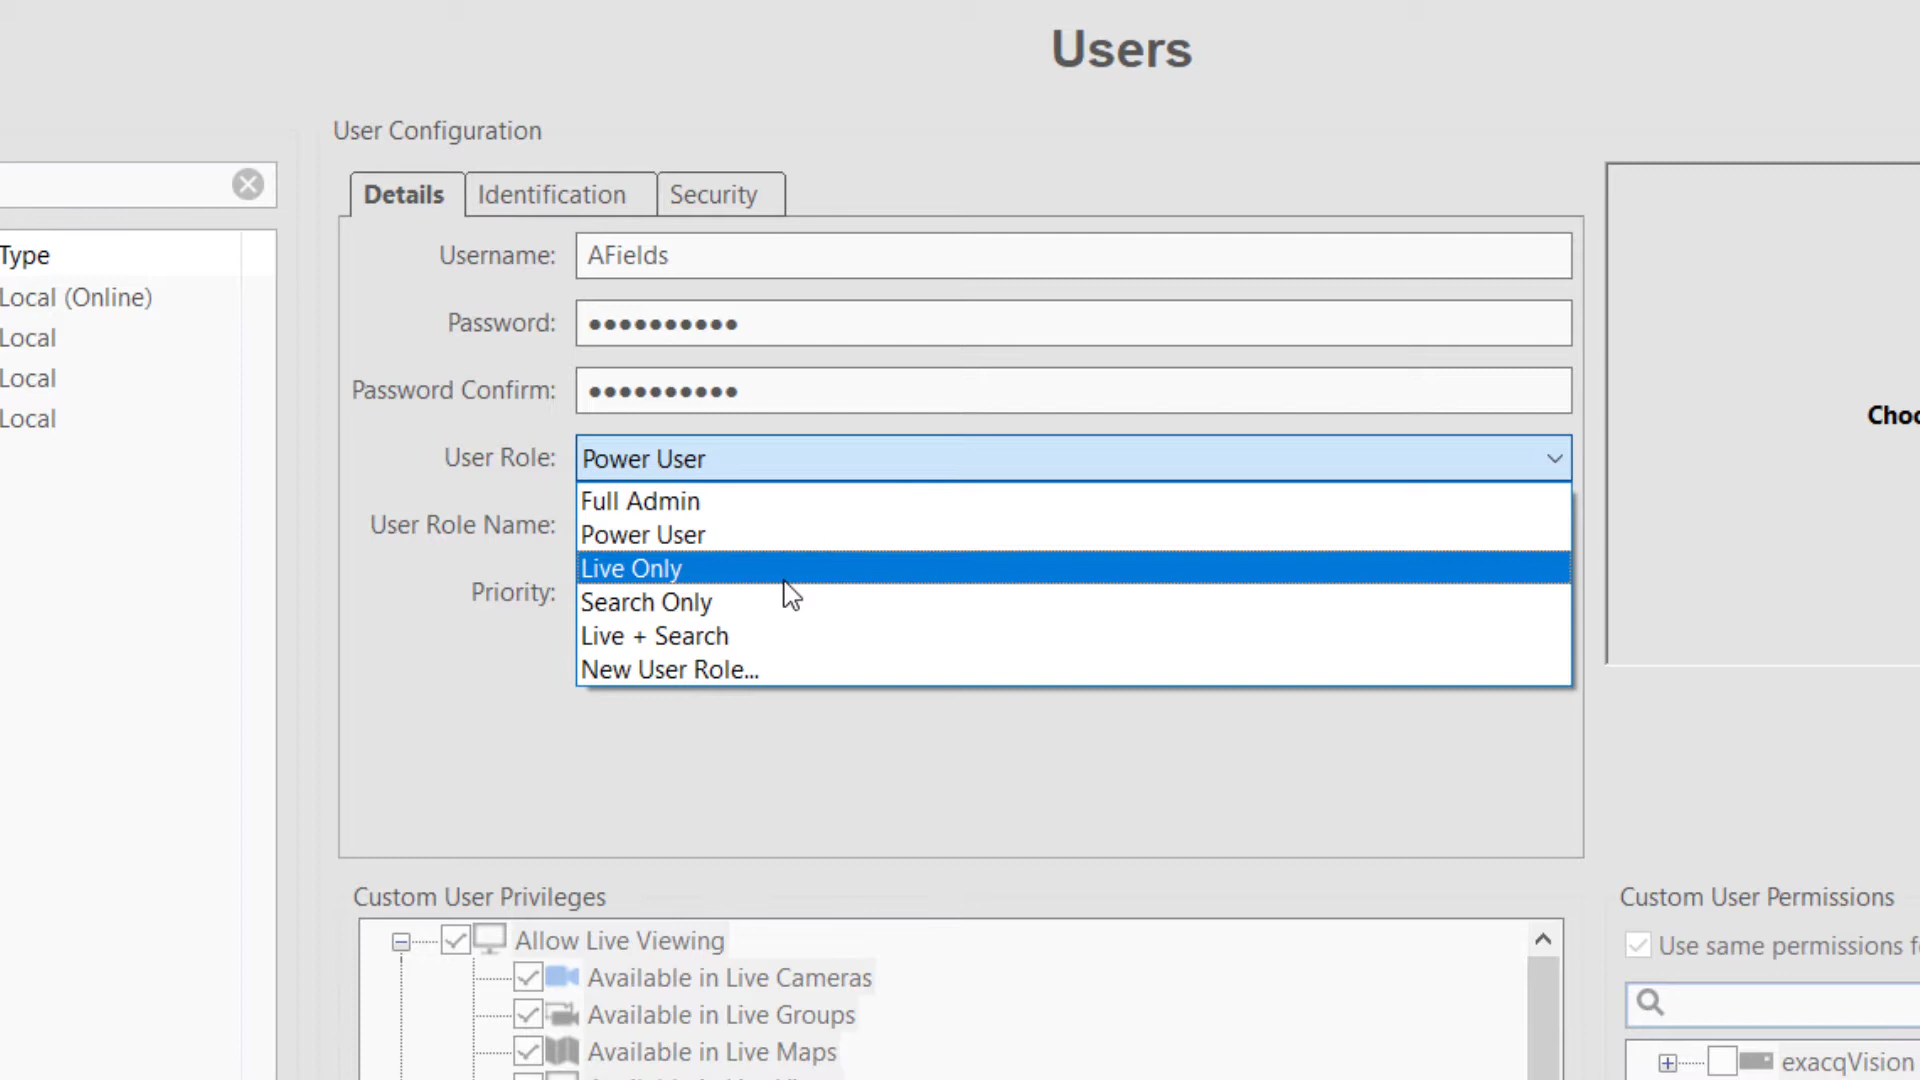 Users
User Configuration
Details Identification Security
Type
Local (Online)
Local
Local
Local
Username: AFields
Password: ●●●●●●●●●●
Password Confirm: ●●●●●●●●●●
User Role: Power User
Full Admin
Power User
Live Only
Search Only
Live + Search
New User Role...
User Role Name:
Priority:
Choo
Custom User Privileges
Allow Live Viewing
Available in Live Cameras
Available in Live Groups
Available in Live Maps
Custom User Permissions
Use same permissions
exacqVision